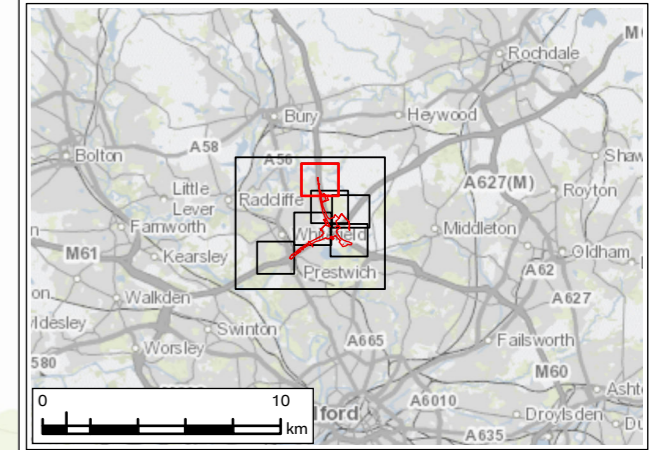 Rochdale
Bury
Heywood
A58
Bolton
A56
Shaw
A627(M)
Little
Lever
Radcliffe
Royton
Farnworth
Middleton
M61
Kearsley
Oldham
Prestwich
A62
Walkden
A627
Swinton
A665
Failsworth
Worsley
580
M60
0
10
km
A6010
Droylsden
A635